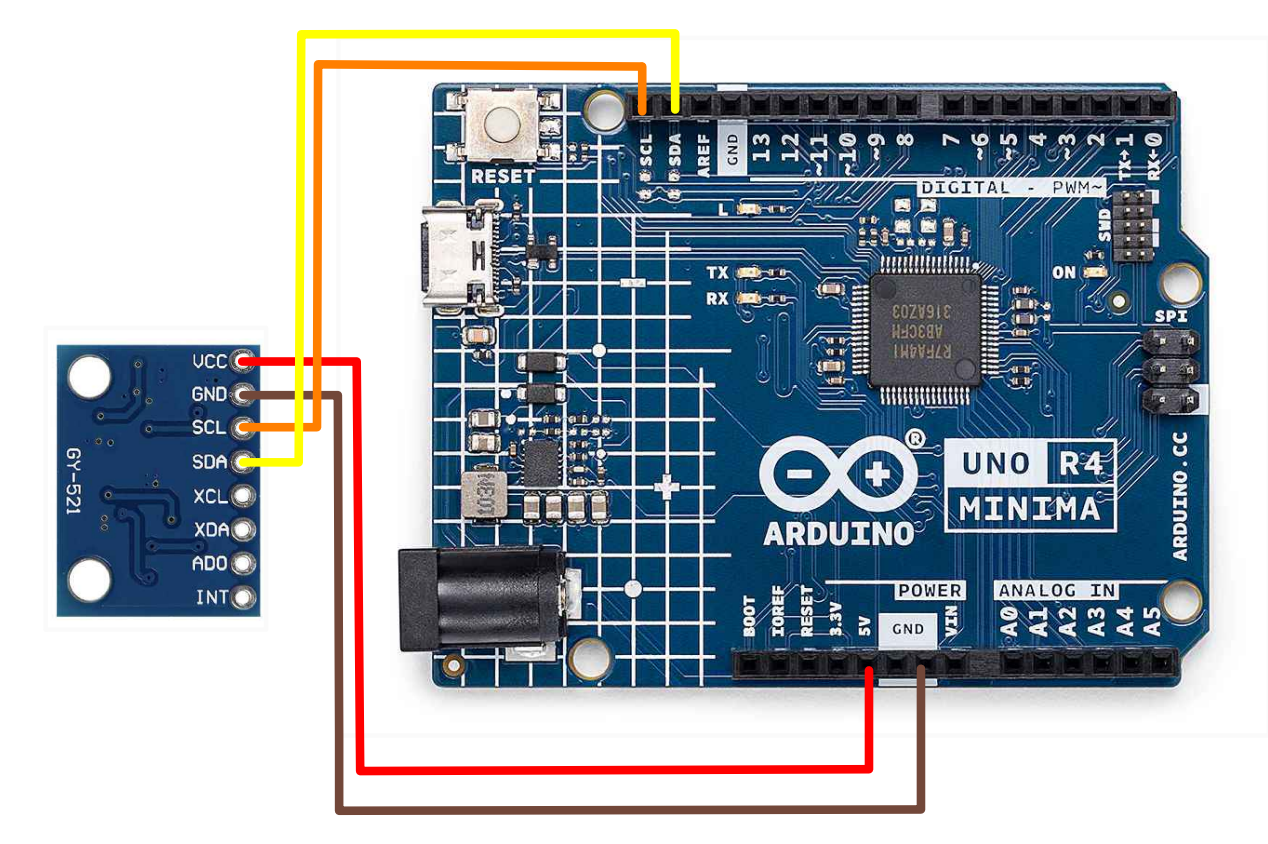 RESET
SCL
SDA
AREF
GND
13
12
~11
~10
~9
8
7
~6
~5
4
~3
2
TX→1
RX←0
DIGITAL - PWM~
L
TX
RX
SWD
ON
SPI
R7FA4M1
AB3CFM
316AZ03
®
UNO R4
MINIMA
ARDUINO
ARDUINO.CC
VCC
GND
SCL
SDA
XCL
XDA
ADO
INT
GY-521
POWER
ANALOG IN
BOOT
IOREF
RESET
3.3V
5V
GND
VIN
A0
A1
A2
A3
A4
A5